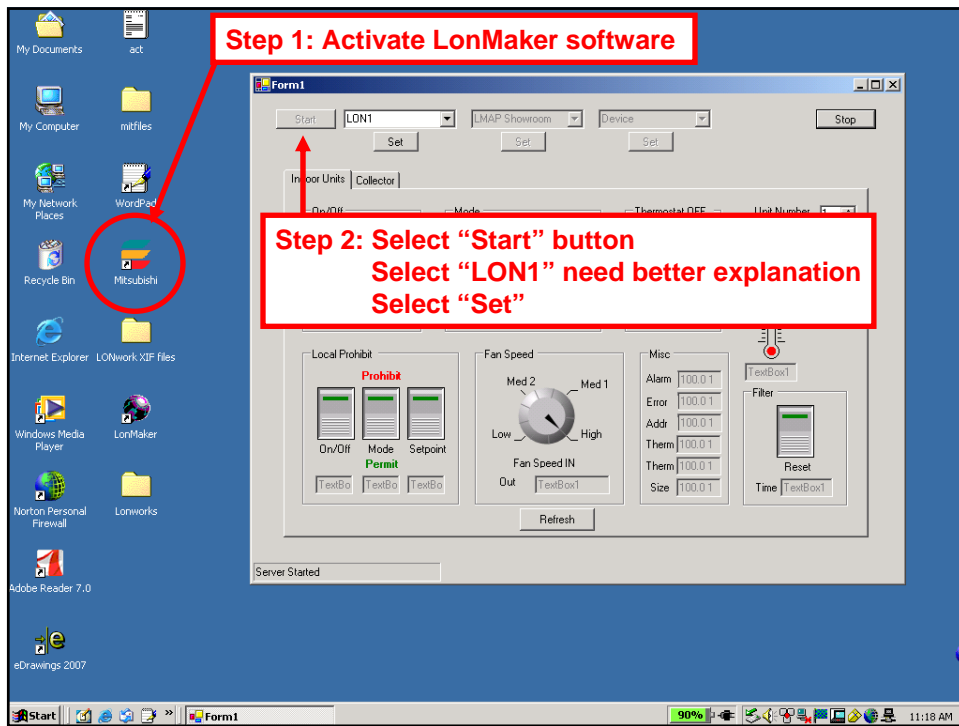 My Documents
act
Step 1: Activate LonMaker software
Form1
My Computer
mitfiles
Start
LON1
LMAP Showroom
Device
Stop
Set
Set
Set
Indoor Units
Collector
My Network
Places
WordPad
On/Off
Mode
Thermostat OFF
Unit Number
1
Step 2: Select “Start” button
Select “LON1” need better explanation
Select “Set”
Recycle Bin
Mitsubishi
Internet Explorer
LONwork XIF files
Local Prohibit
Prohibit
On/Off
Mode
Setpoint
Permit
TextBo
TextBo
TextBo
Fan Speed
Med 2
Med 1
Low
High
Fan Speed IN
Out
TextBox1
Misc
Alarm
100.0 1
Error
100.0 1
Addr
100.0 1
Therm
100.0 1
Therm
100.0 1
Size
100.0 1
TextBox1
Filter
Reset
Time
TextBox1
Refresh
Server Started
Windows Media
Player
LonMaker
Norton Personal
Firewall
Lonworks
Adobe Reader 7.0
eDrawings 2007
Start
Form1
90%
11:18 AM